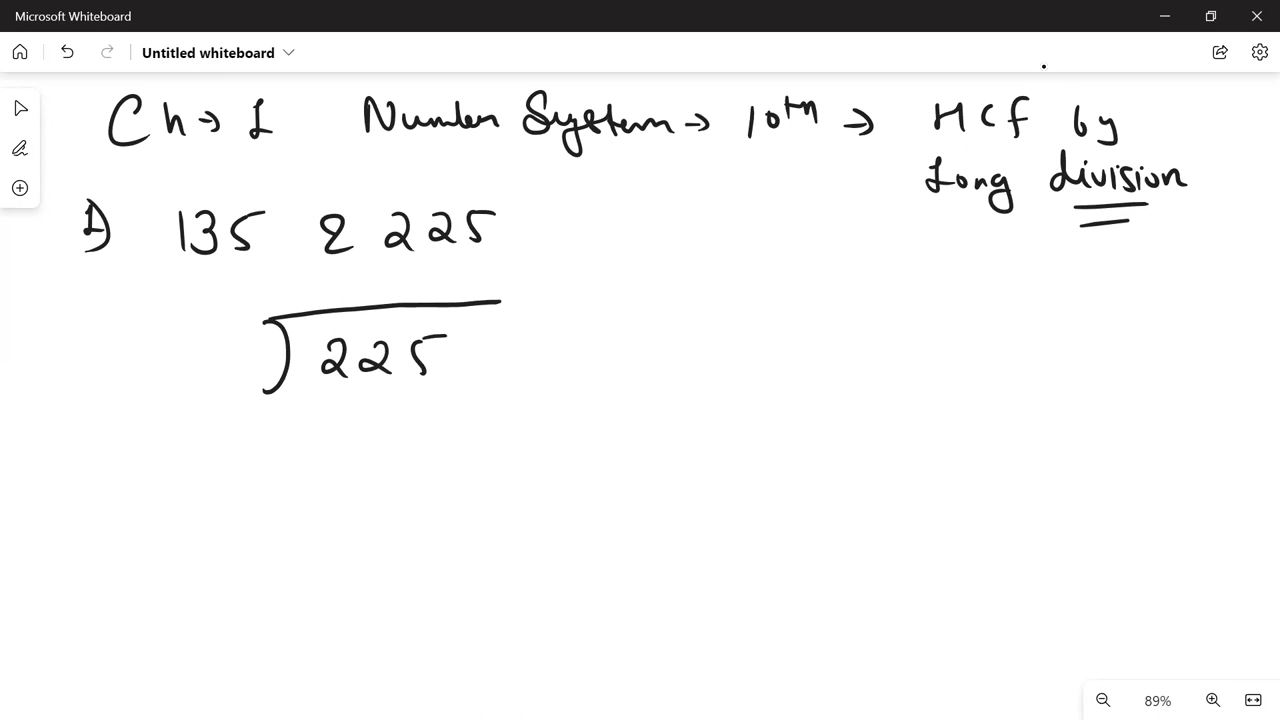 Microsoft Whiteboard
Untitled whiteboard
Ch → 1 Number System → 10th → HCf by
Long division
1) 135 & 225
225
89%